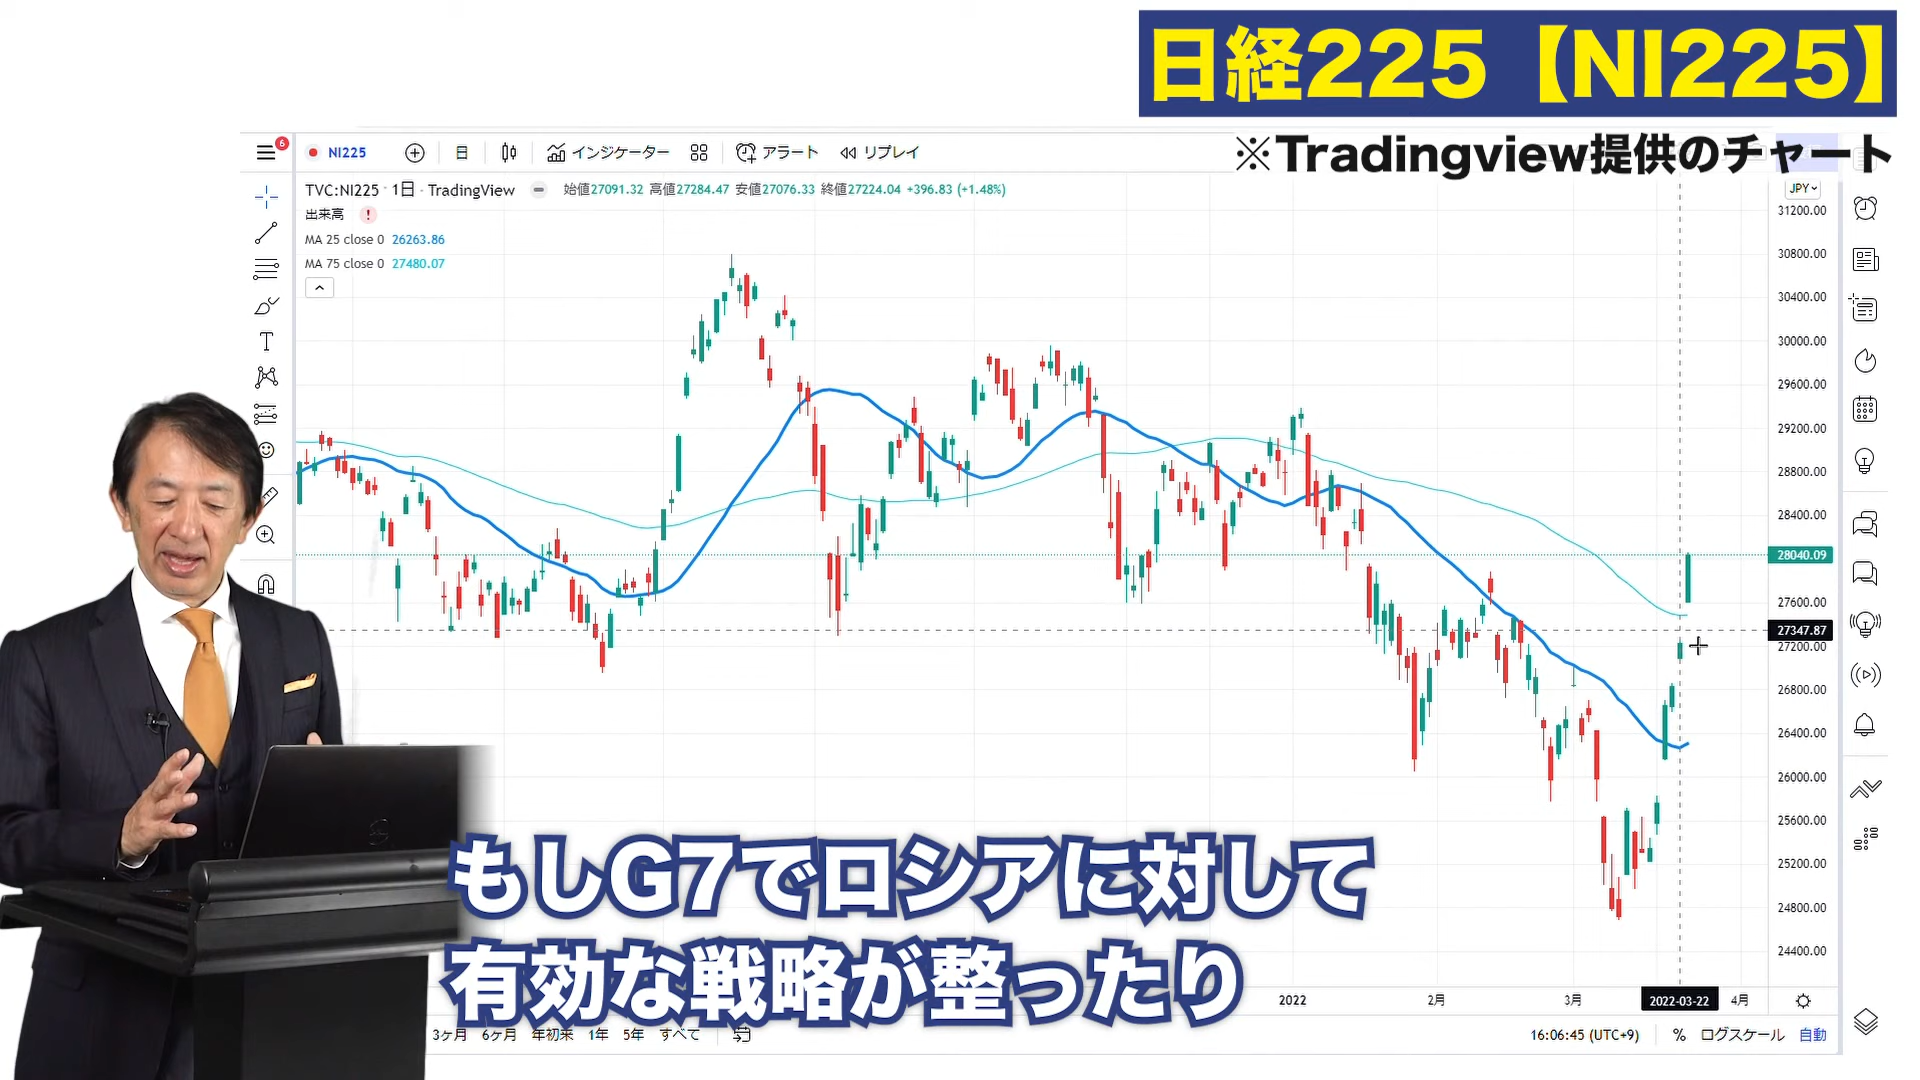 日経225【NI225】
※Tradingview提供のチャート
6
NI225
日
インジケーター
アラート
リプレイ
TVC:NI225 · 1日 · TradingView
始値27091.32 高値27284.47 安値27076.33 終値27224.04 +396.83 (+1.48%)
JPY
出来高
MA 25 close 0 26263.86
MA 75 close 0 27480.07
31200.00
30800.00
30400.00
30000.00
29600.00
29200.00
28800.00
28400.00
28040.09
27600.00
27347.87
27200.00
26800.00
26400.00
26000.00
25600.00
25200.00
24800.00
24400.00
もしG7でロシアに対して
有効な戦略が整ったり
2022
2月
3月
2022-03-22
4月
3ヶ月 6ヶ月 年初来 1年 5年 すべて
16:06:45 (UTC+9)
% ログスケール 自動